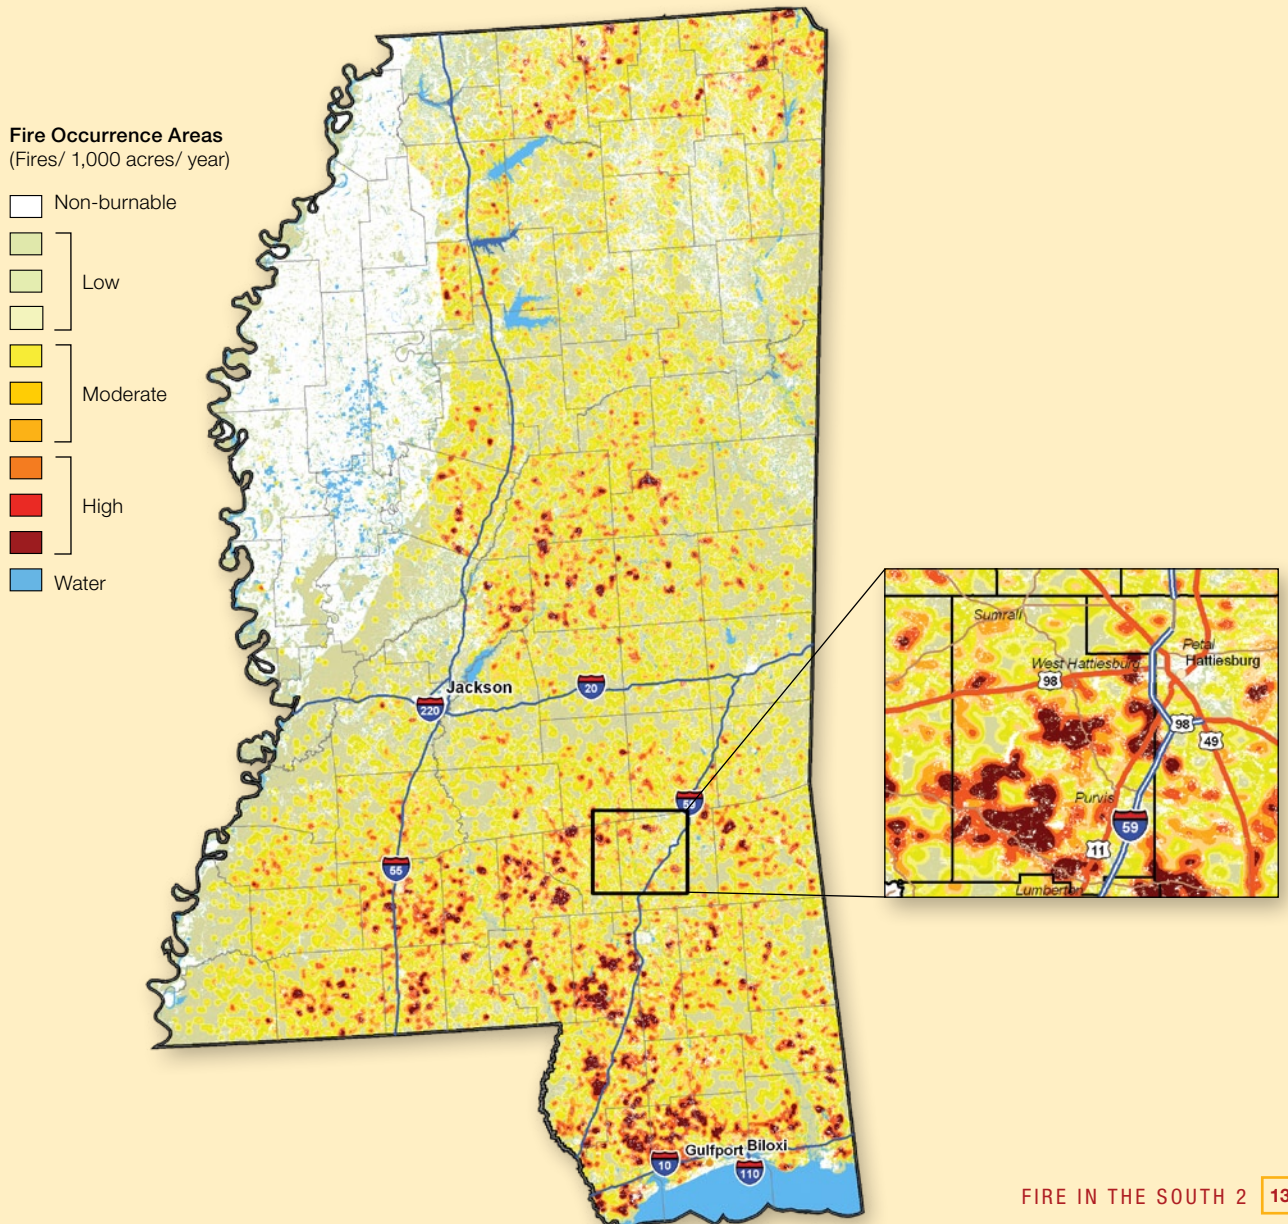 Fire Occurrence Areas
(Fires/ 1,000 acres/ year)
Non-burnable
Low
Moderate
High
Water
Jackson
20
220
59
55
Gulfport Biloxi
10
110
Sumrall
Petal
West Hattiesburg
Hattiesburg
98
98
49
Purvis
59
11
Lumberton
FIRE IN THE SOUTH 2 13